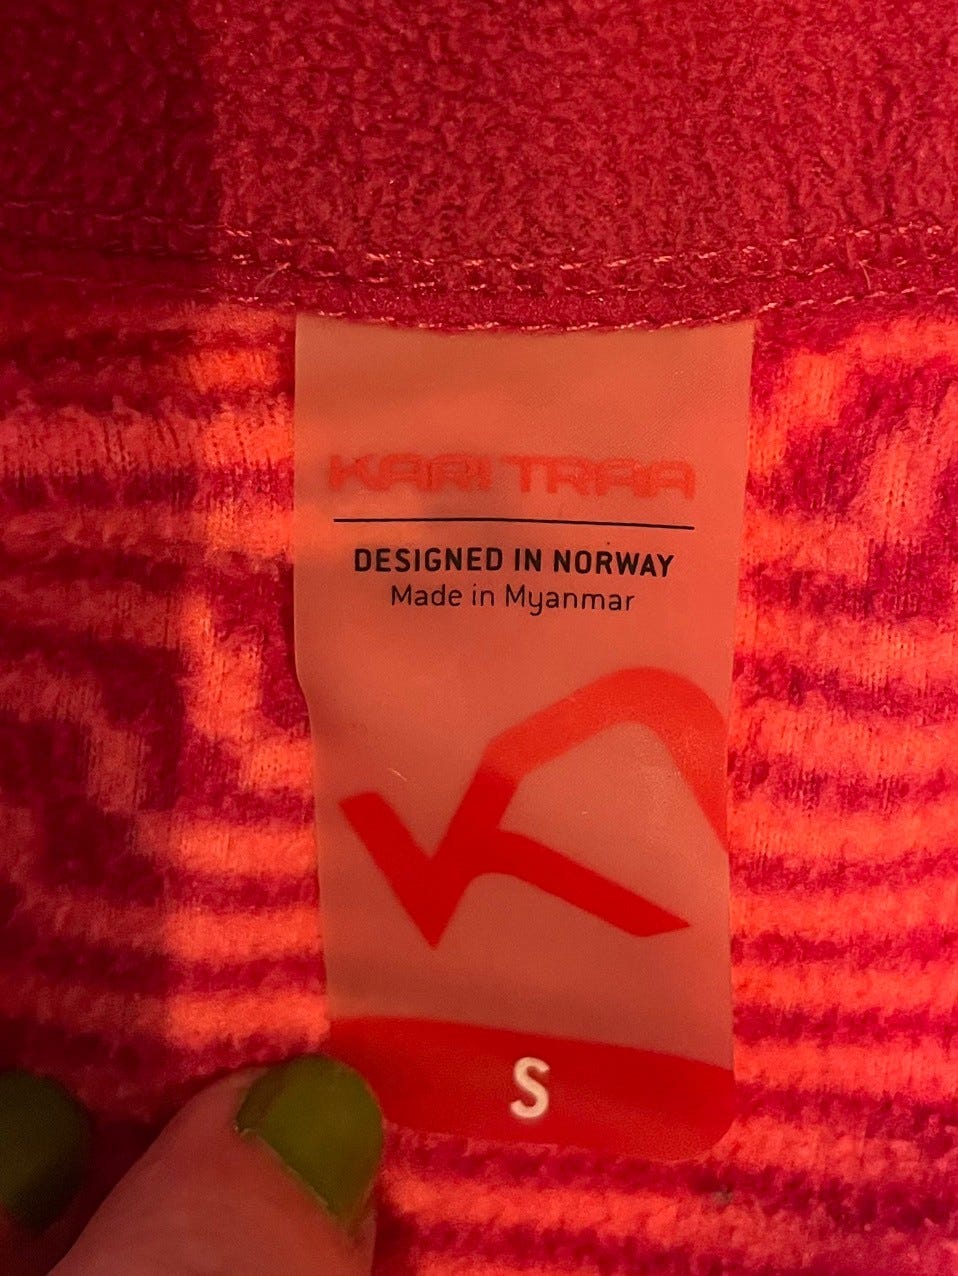 KARI TRAA
DESIGNED IN NORWAY
Made in Myanmar
S